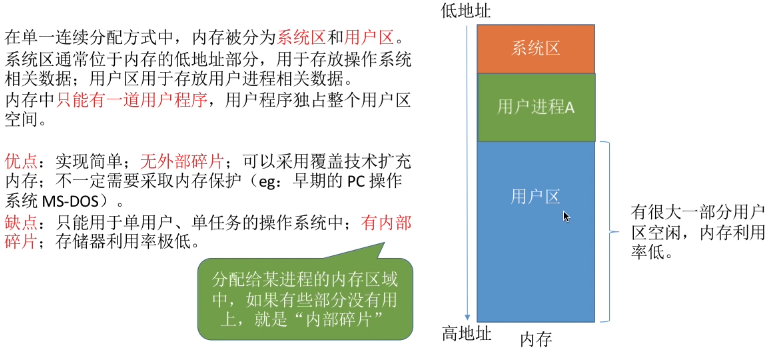 在单一连续分配方式中，内存被分为系统区和用户区。
系统区通常位于内存的低地址部分，用于存放操作系统
相关数据；用户区用于存放用户进程相关数据。
内存中只能有一道用户程序，用户程序独占整个用户区
空间。
优点：实现简单；无外部碎片；可以采用覆盖技术扩充
内存；不一定需要采取内存保护（eg：早期的 PC 操作
系统 MS-DOS）。
缺点：只能用于单用户、单任务的操作系统中；有内部
碎片；存储器利用率极低。
分配给某进程的内存区域
中，如果有些部分没有用
上，就是“内部碎片”
低地址
系统区
用户进程A
用户区
有很大一部分用户
区空闲，内存利用
率低。
高地址
内存